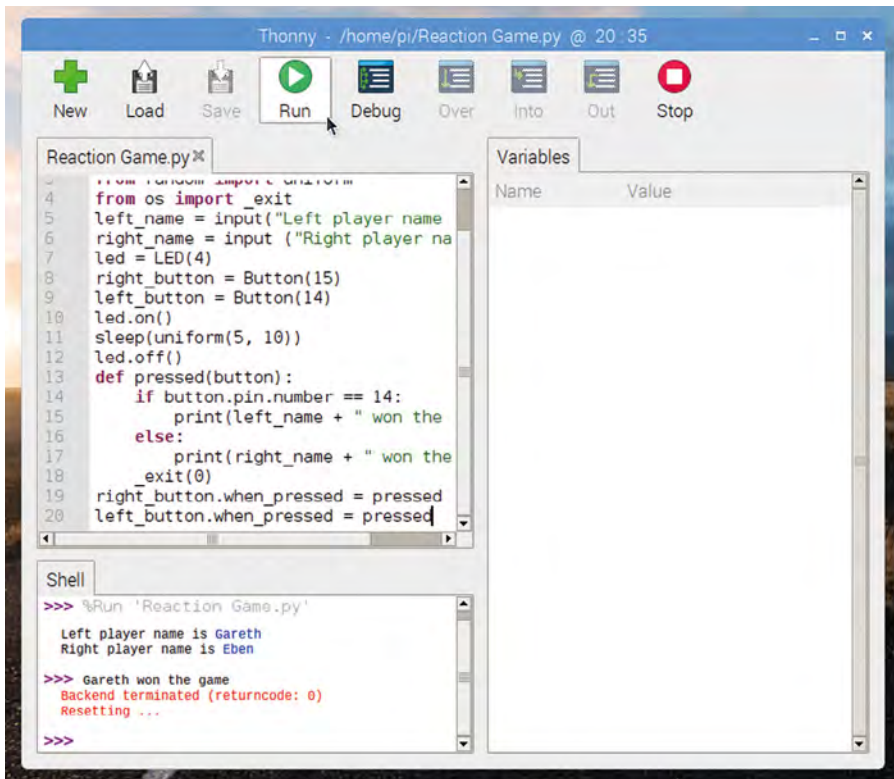 Thonny - /home/pi/Reaction Game.py @ 20 : 35
New Load Save Run Debug Over Into Out Stop
Reaction Game.py
3 from random import uniform
4 from os import _exit
5 left_name = input("Left player name
6 right_name = input ("Right player na
7 led = LED(4)
8 right_button = Button(15)
9 left_button = Button(14)
10 led.on()
11 sleep(uniform(5, 10))
12 led.off()
13 def pressed(button):
14     if button.pin.number == 14:
15         print(left_name + " won the
16     else:
17         print(right_name + " won the
18     _exit(0)
19 right_button.when_pressed = pressed
20 left_button.when_pressed = pressed
Variables
Name Value
Shell
>>> %Run 'Reaction Game.py'
Left player name is Gareth
Right player name is Eben
>>> Gareth won the game
Backend terminated (returncode: 0)
Resetting ...
>>>